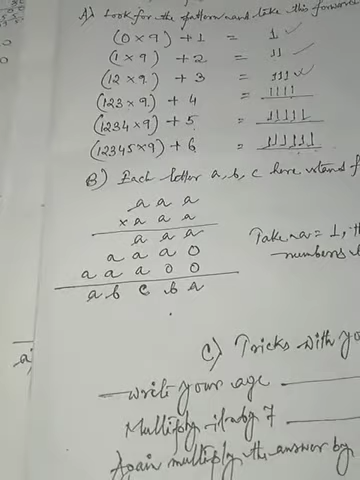 A) Look for the pattern and take this forward
(0 × 9) + 1 = 1
(1 × 9) + 2 = 11
(12 × 9) + 3 = 111
(123 × 9) + 4 = 1111
(1234 × 9) + 5 = 11111
(12345 × 9) + 6 = 111111
B) Each letter a, b, c here stand f
a a a
× a a a
a a a
a a a 0
a a a 0 0
a b c b a
Take a = 1, th
numbers
C) Tricks with yo
Write your age
Multiply it by 7
Again multiply the answer by